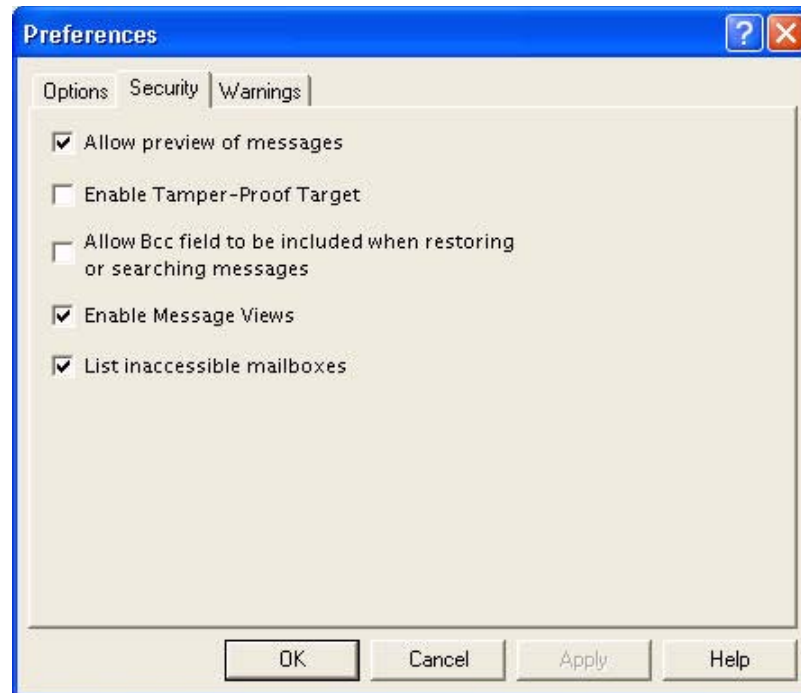 Preferences
?
Options Security Warnings
Allow preview of messages
Enable Tamper-Proof Target
Allow Bcc field to be included when restoring
or searching messages
Enable Message Views
List inaccessible mailboxes
OK Cancel Apply Help